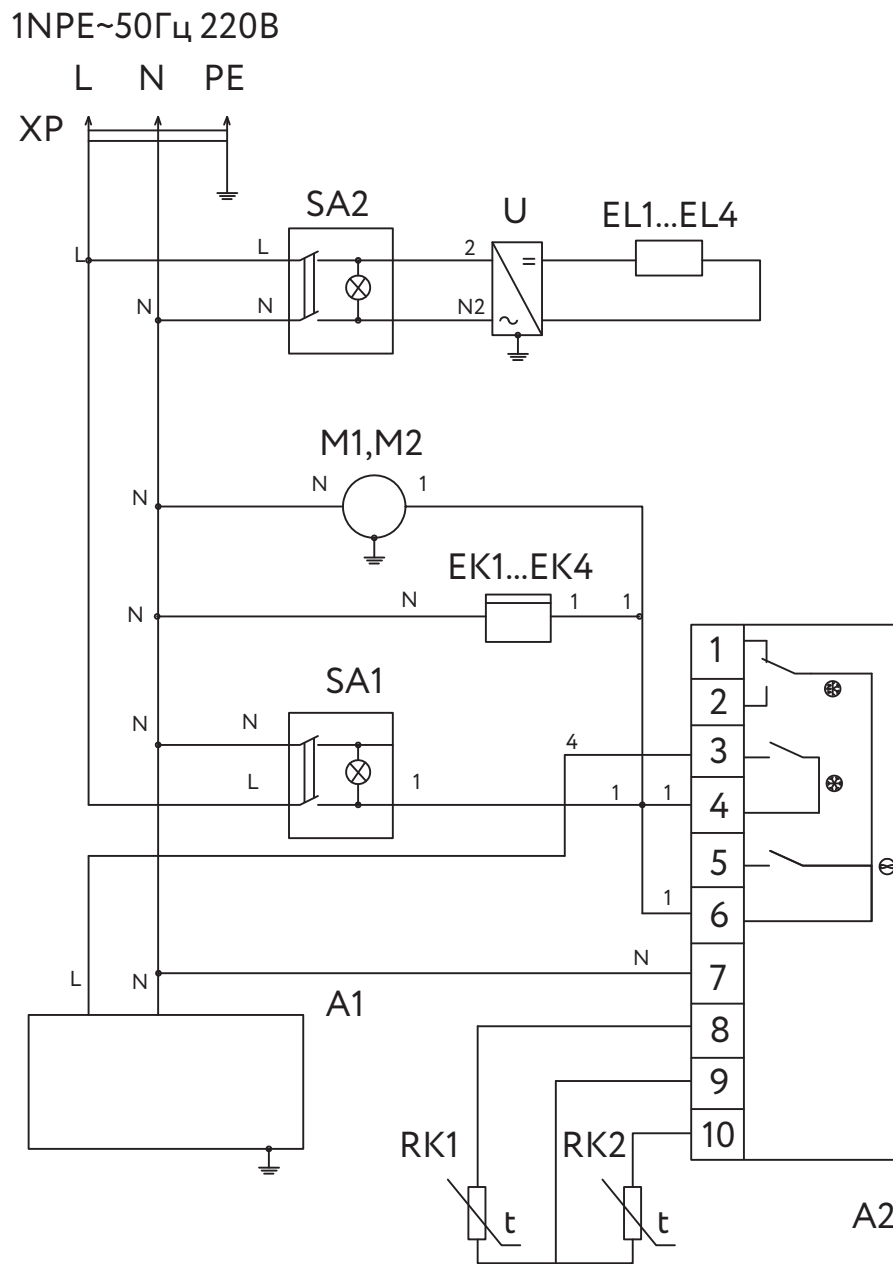 1NPE~50Гц 220В
L N PE
XP
SA2
U
EL1...EL4
L L 2
=
N N N2
~
M1,M2
N N 1
EK1...EK4
N N 1 1
1
SA1
2
N N
4 3
L 1 1 1 4
5
1 6
N 7
L N
A1
8
9
RK1 RK2 10
t t
A2